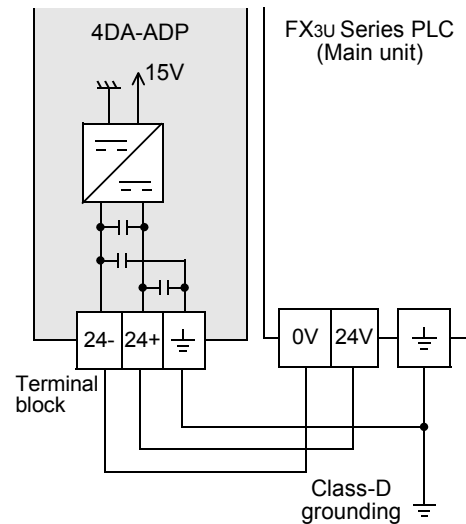 4DA-ADP
FX3U Series PLC
(Main unit)
15V
24- 24+
0V 24V
Terminal
block
Class-D
grounding